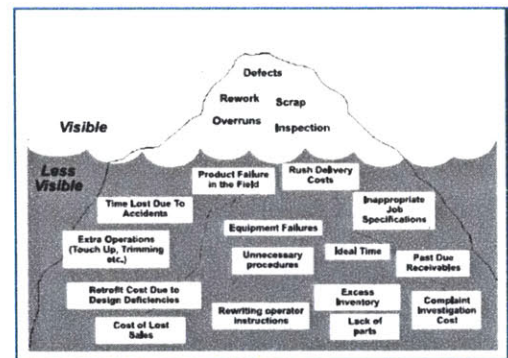 Defects
Rework Scrap
Overruns Inspection
Visible
Less
Visible
Product Failure
in the Field
Rush Delivery
Costs
Time Lost Due To
Accidents
Inappropriate
Job
Specifications
Equipment Failures
Extra Operations
(Touch Up, Trimming
etc.)
Unnecessary
procedures
Ideal Time
Past Due
Receivables
Retrofit Cost Due to
Design Deficiencies
Excess
Inventory
Complaint
Investigation
Cost
Rewriting operator
instructions
Lack of
parts
Cost of Lost
Sales